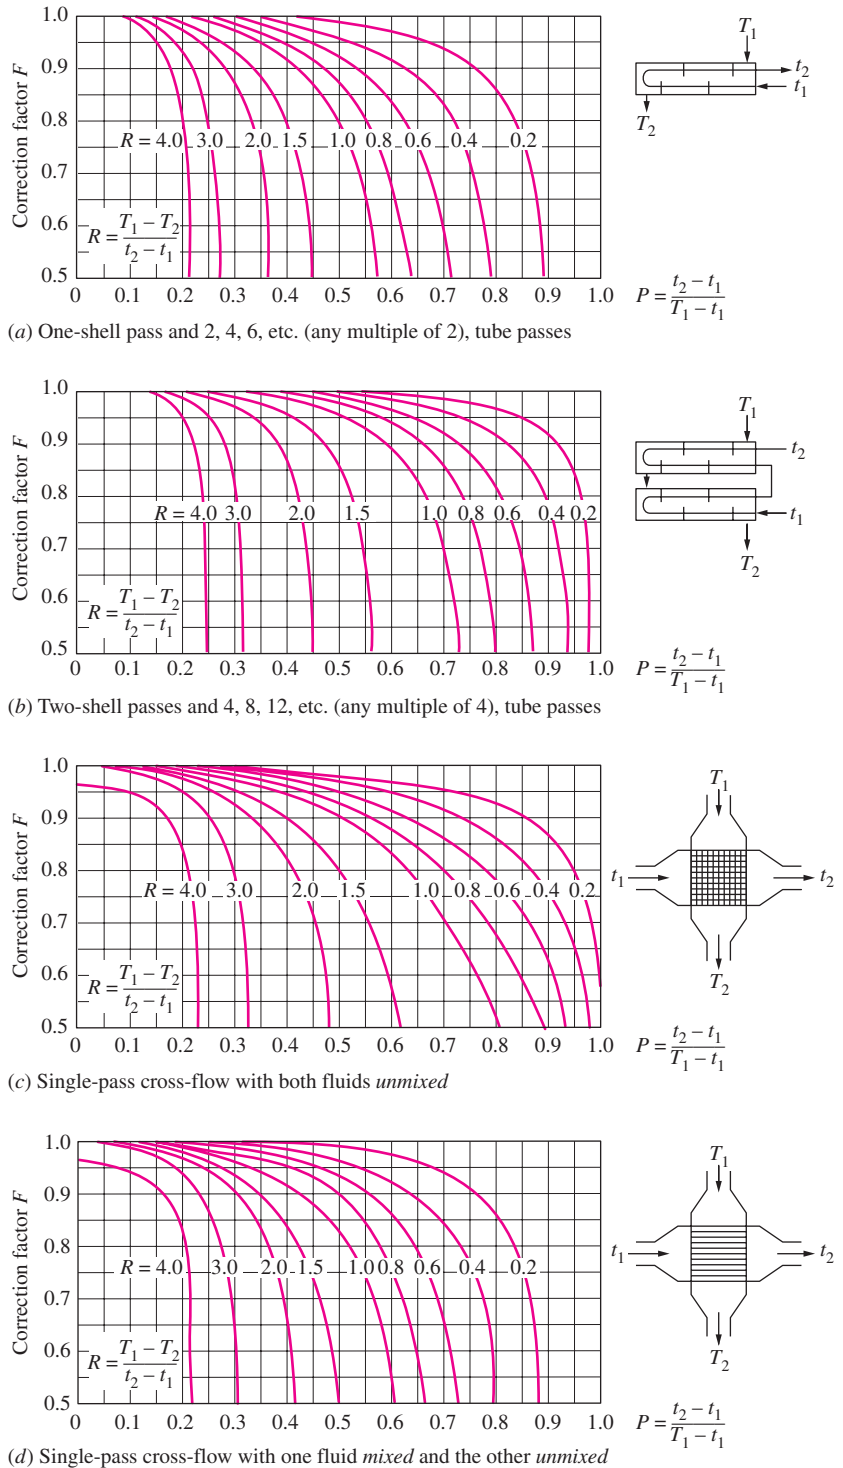 Correction factor F
1.0
0.9
0.8
0.7
0.6
0.5
R = 4.0 3.0 2.0 1.5 1.0 0.8 0.6 0.4 0.2
R = (T₁ − T₂)/(t₂ − t₁)
0 0.1 0.2 0.3 0.4 0.5 0.6 0.7 0.8 0.9 1.0
T₁
t₂
t₁
T₂
P = (t₂ − t₁)/(T₁ − t₁)
(a) One-shell pass and 2, 4, 6, etc. (any multiple of 2), tube passes
Correction factor F
1.0
0.9
0.8
0.7
0.6
0.5
R = 4.0 3.0 2.0 1.5 1.0 0.8 0.6 0.4 0.2
R = (T₁ − T₂)/(t₂ − t₁)
0 0.1 0.2 0.3 0.4 0.5 0.6 0.7 0.8 0.9 1.0
T₁
t₂
t₁
T₂
P = (t₂ − t₁)/(T₁ − t₁)
(b) Two-shell passes and 4, 8, 12, etc. (any multiple of 4), tube passes
Correction factor F
1.0
0.9
0.8
0.7
0.6
0.5
R = 4.0 3.0 2.0 1.5 1.0 0.8 0.6 0.4 0.2
R = (T₁ − T₂)/(t₂ − t₁)
0 0.1 0.2 0.3 0.4 0.5 0.6 0.7 0.8 0.9 1.0
T₁
t₁ t₂
T₂
P = (t₂ − t₁)/(T₁ − t₁)
(c) Single-pass cross-flow with both fluids unmixed
Correction factor F
1.0
0.9
0.8
0.7
0.6
0.5
R = 4.0 3.0 2.0 1.5 1.0 0.8 0.6 0.4 0.2
R = (T₁ − T₂)/(t₂ − t₁)
0 0.1 0.2 0.3 0.4 0.5 0.6 0.7 0.8 0.9 1.0
T₁
t₁ t₂
T₂
P = (t₂ − t₁)/(T₁ − t₁)
(d) Single-pass cross-flow with one fluid mixed and the other unmixed